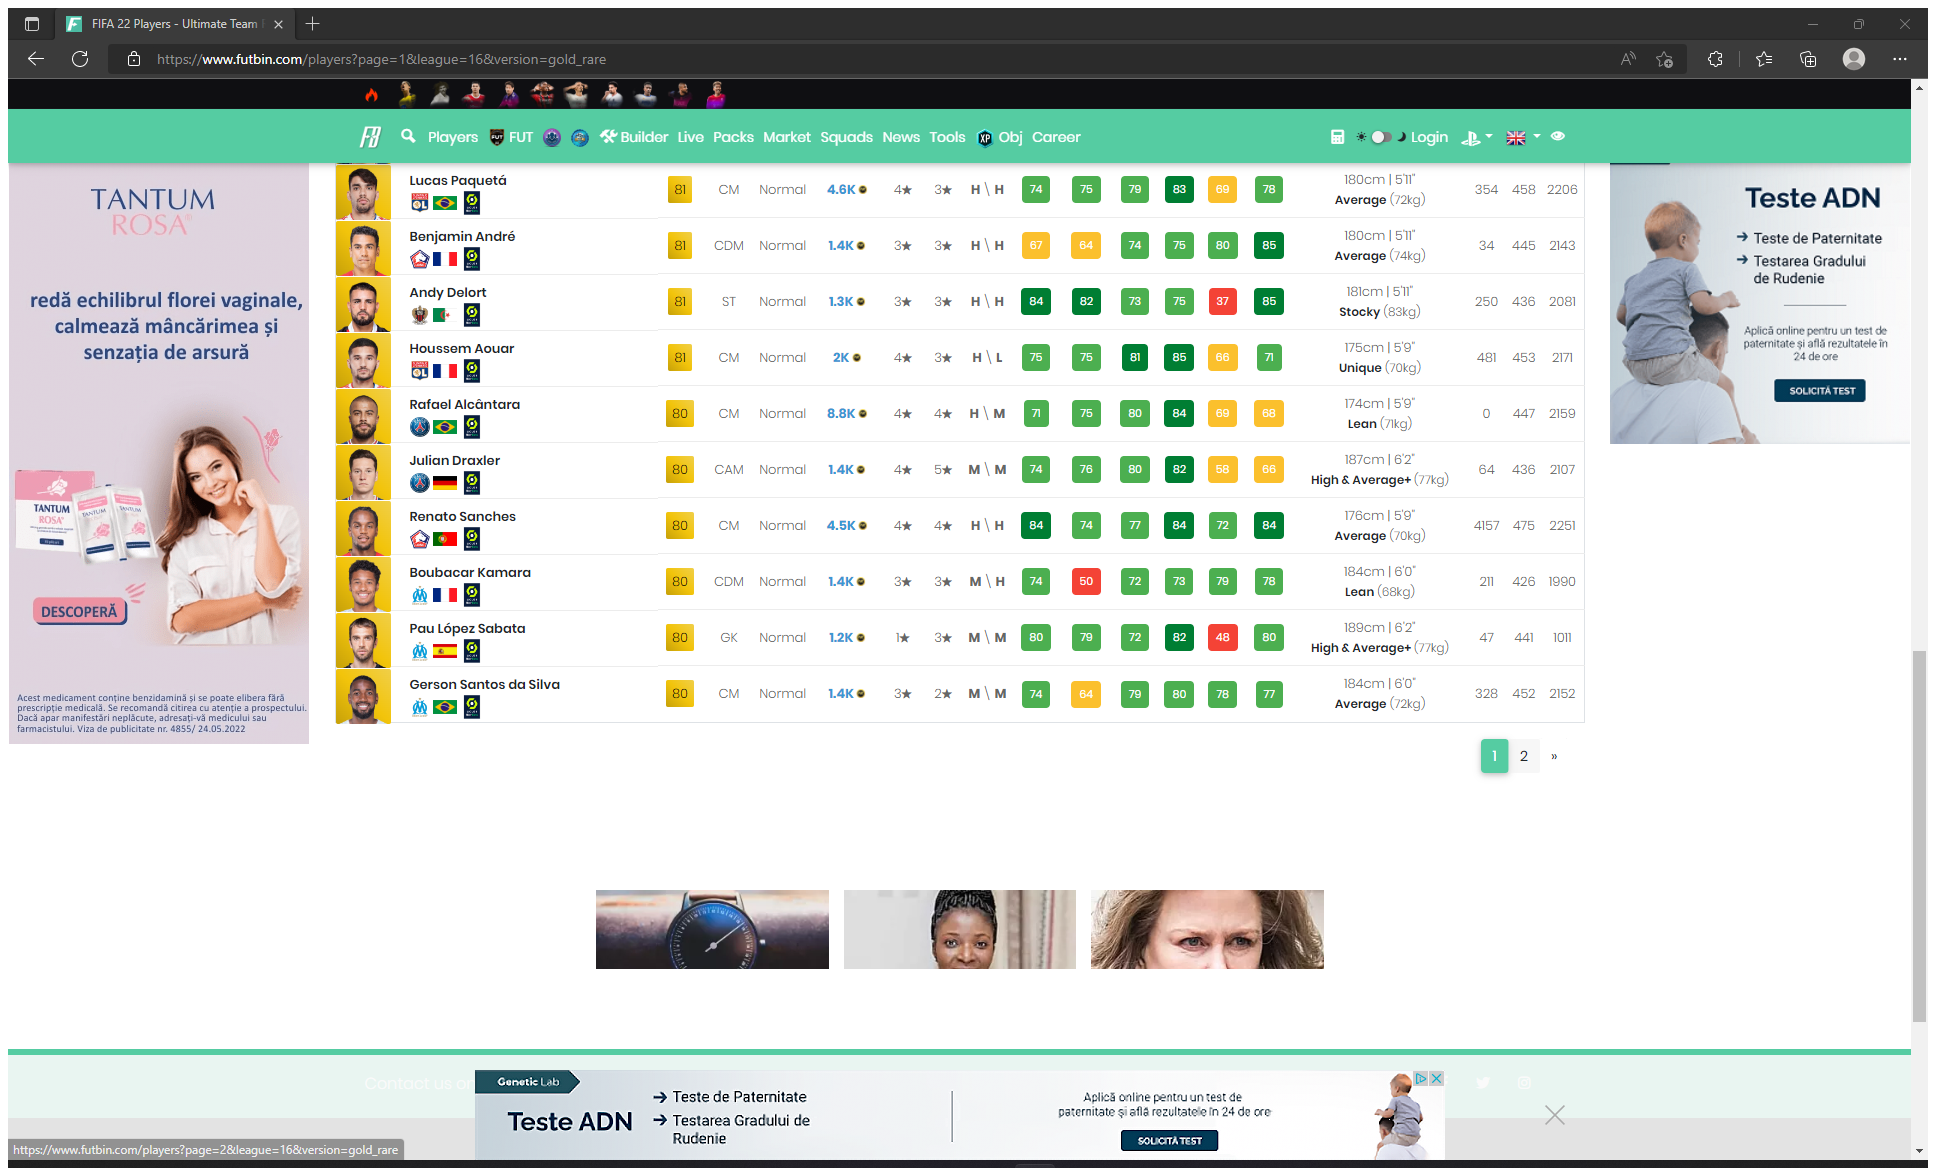 FIFA 22 Players - Ultimate Team
https://www.futbin.com/players?page=1&league=16&version=gold_rare
Players FUT Builder Live Packs Market Squads News Tools XP Obj Career Login
TANTUM
ROSA®
redă echilibrul florei vaginale,
calmează mâncărimea și
senzația de arsură
TANTUM
ROSA
TANTUM
ROSA
DESCOPERĂ
Acest medicament conține benzidamină și se poate elibera fără
prescripție medicală. Se recomandă citirea cu atenție a prospectului.
Dacă apar manifestări neplăcute, adresați-vă medicului sau
farmacistului. Viza de publicitate nr. 4855/ 24.05.2022
Lucas Paquetá 81 CM Normal 4.6K 4★ 3★ H \ H 74 75 79 83 69 78 180cm | 5'11" Average (72kg) 354 458 2206
Benjamin André 81 CDM Normal 1.4K 3★ 3★ H \ H 67 64 74 75 80 85 180cm | 5'11" Average (74kg) 34 445 2143
Andy Delort 81 ST Normal 1.3K 3★ 3★ H \ H 84 82 73 75 37 85 181cm | 5'11" Stocky (83kg) 250 436 2081
Houssem Aouar 81 CM Normal 2K 4★ 3★ H \ L 75 75 81 85 66 71 175cm | 5'9" Unique (70kg) 481 453 2171
Rafael Alcântara 80 CM Normal 8.8K 4★ 4★ H \ M 71 75 80 84 69 68 174cm | 5'9" Lean (71kg) 0 447 2159
Julian Draxler 80 CAM Normal 1.4K 4★ 5★ M \ M 74 76 80 82 58 66 187cm | 6'2" High & Average+ (77kg) 64 436 2107
Renato Sanches 80 CM Normal 4.5K 4★ 4★ H \ H 84 74 77 84 72 84 176cm | 5'9" Average (70kg) 4157 475 2251
Boubacar Kamara 80 CDM Normal 1.4K 3★ 3★ M \ H 74 50 72 73 79 78 184cm | 6'0" Lean (68kg) 211 426 1990
Pau López Sabata 80 GK Normal 1.2K 1★ 3★ M \ M 80 79 72 82 48 80 189cm | 6'2" High & Average+ (77kg) 47 441 1011
Gerson Santos da Silva 80 CM Normal 1.4K 3★ 2★ M \ M 74 64 79 80 78 77 184cm | 6'0" Average (72kg) 328 452 2152
1 2 »
Teste ADN
→ Teste de Paternitate
→ Testarea Gradului
de Rudenie
Aplică online pentru un test de
paternitate și află rezultatele în
24 de ore
SOLICITĂ TEST
Contact us or
Genetic Lab
Teste ADN
→ Teste de Paternitate
→ Testarea Gradului de
Rudenie
Aplică online pentru un test de
paternitate și află rezultatele în 24 de ore
SOLICITĂ TEST
https://www.futbin.com/players?page=2&league=16&version=gold_rare